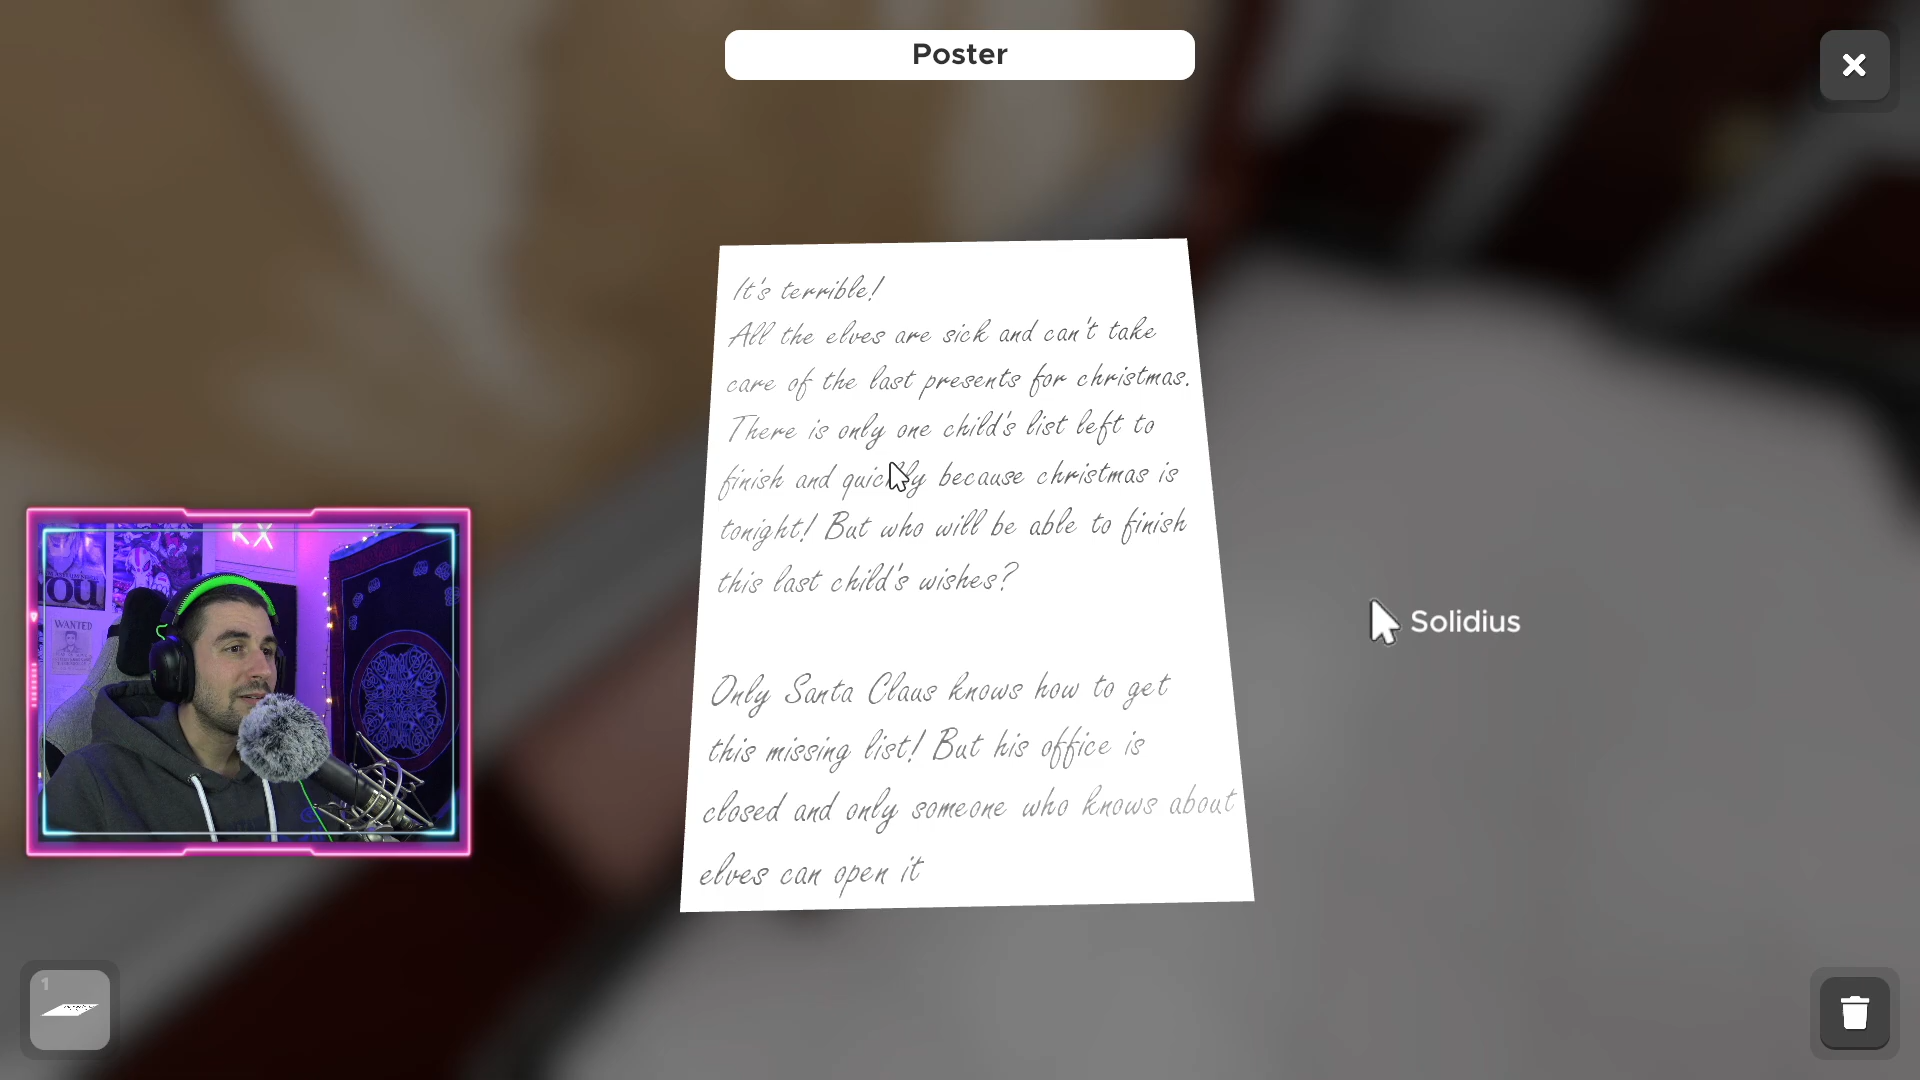 Poster
It's terrible!
All the elves are sick and can't take
care of the last presents for christmas.
There is only one child's list left to
finish and quickly because christmas is
tonight! But who will be able to finish
this last child's wishes?
Only Santa Claus knows how to get
this missing list! But his office is
closed and only someone who knows about
elves can open it
Solidius
YOU
WANTED
1